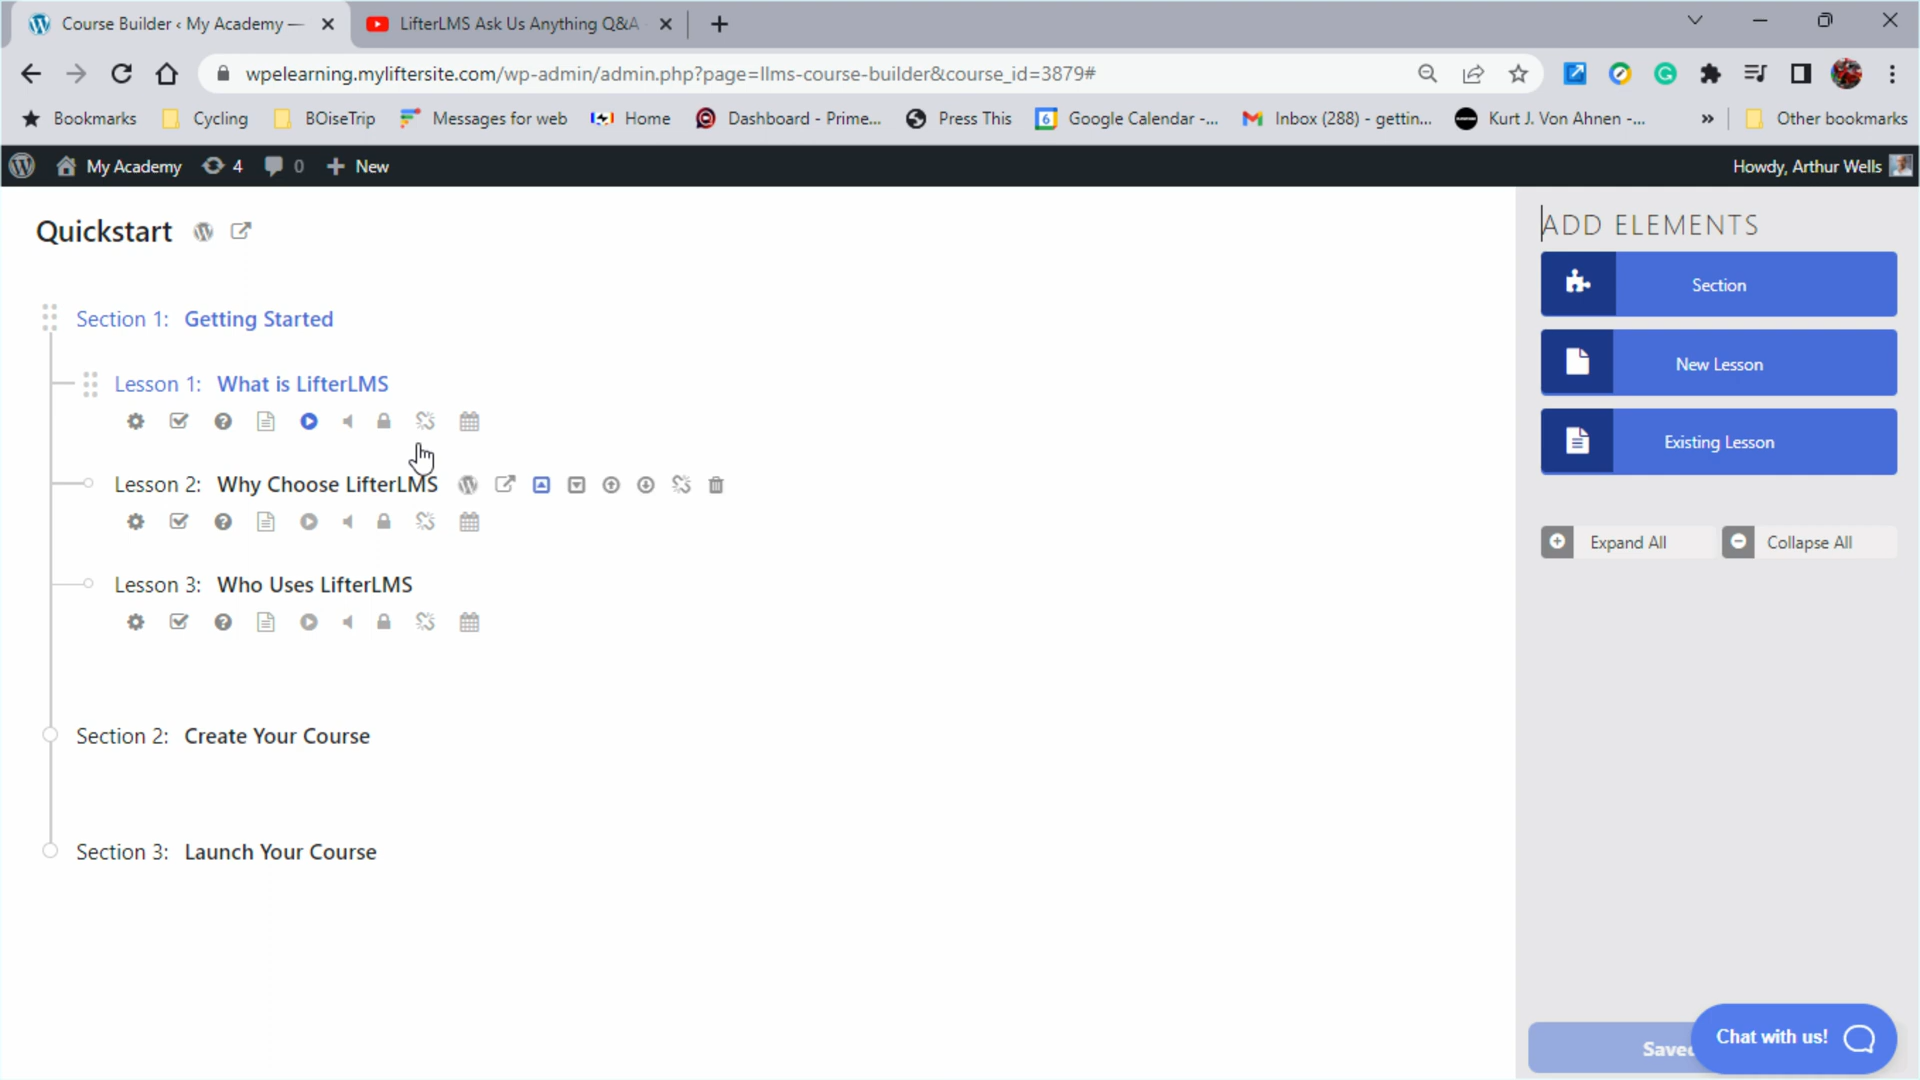 Course Builder ‹ My Academy —
LifterLMS Ask Us Anything Q&A
wpelearning.myliftersite.com/wp-admin/admin.php?page=llms-course-builder&course_id=3879#
Bookmarks Cycling BOiseTrip Messages for web Home Dashboard - Prime... Press This 6 Google Calendar -... Inbox (288) - gettin... Kurt J. Von Ahnen -... » Other bookmarks
My Academy 4 0 New Howdy, Arthur Wells
Quickstart
Section 1: Getting Started
Lesson 1: What is LifterLMS
Lesson 2: Why Choose LifterLMS
Lesson 3: Who Uses LifterLMS
Section 2: Create Your Course
Section 3: Launch Your Course
ADD ELEMENTS
Section
New Lesson
Existing Lesson
Expand All Collapse All
Saved
Chat with us!